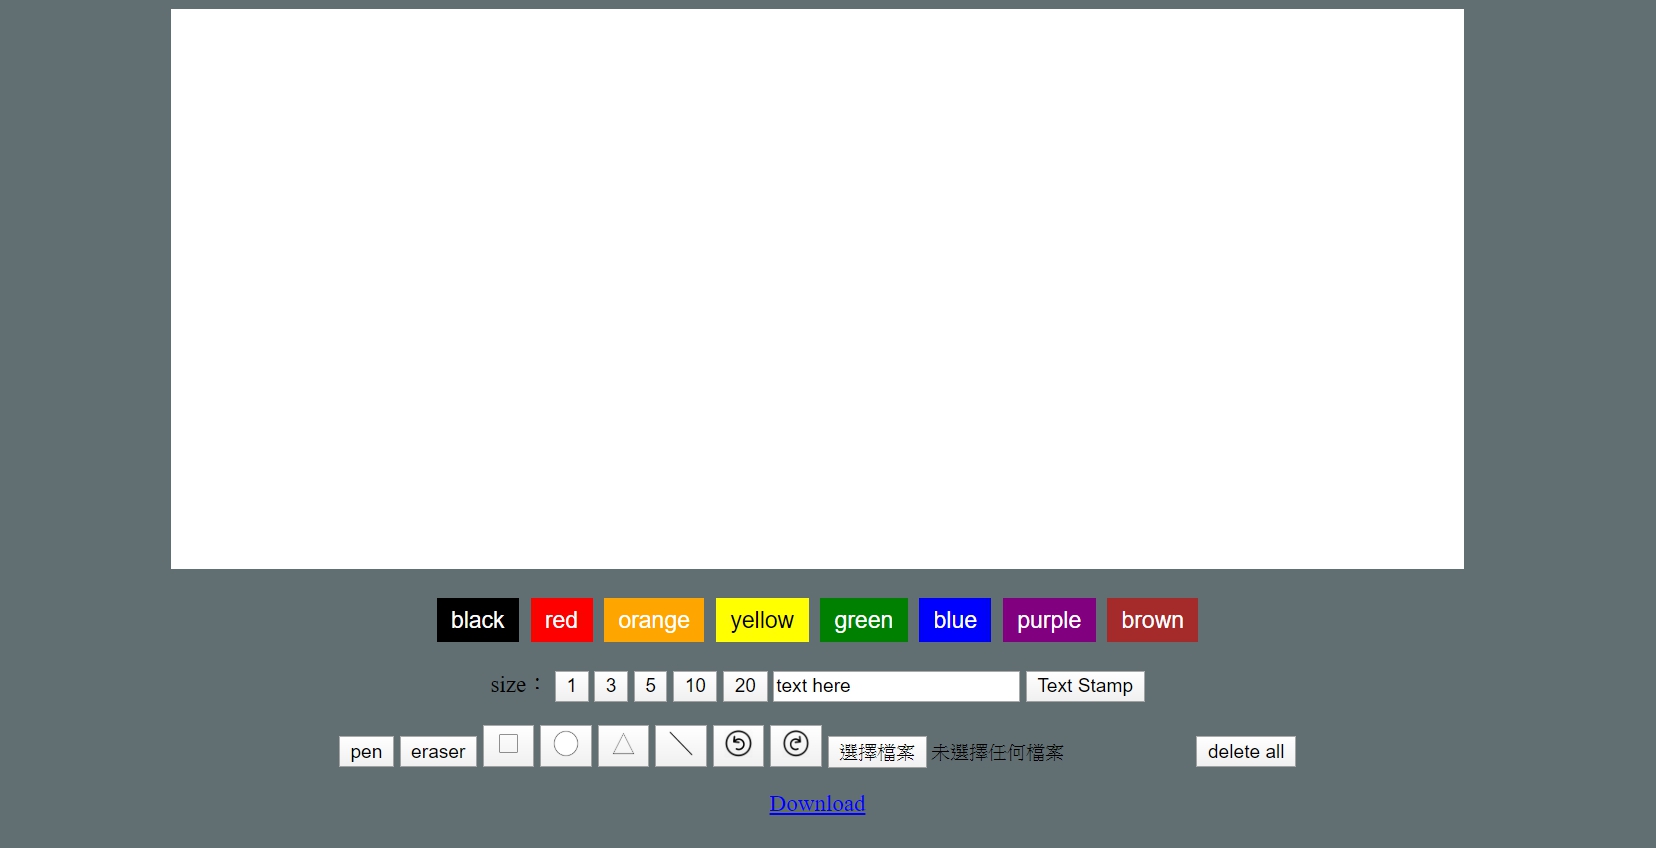 black red orange yellow green blue purple brown
size： 1 3 5 10 20 text here Text Stamp
pen eraser 選擇檔案 未選擇任何檔案 delete all
Download